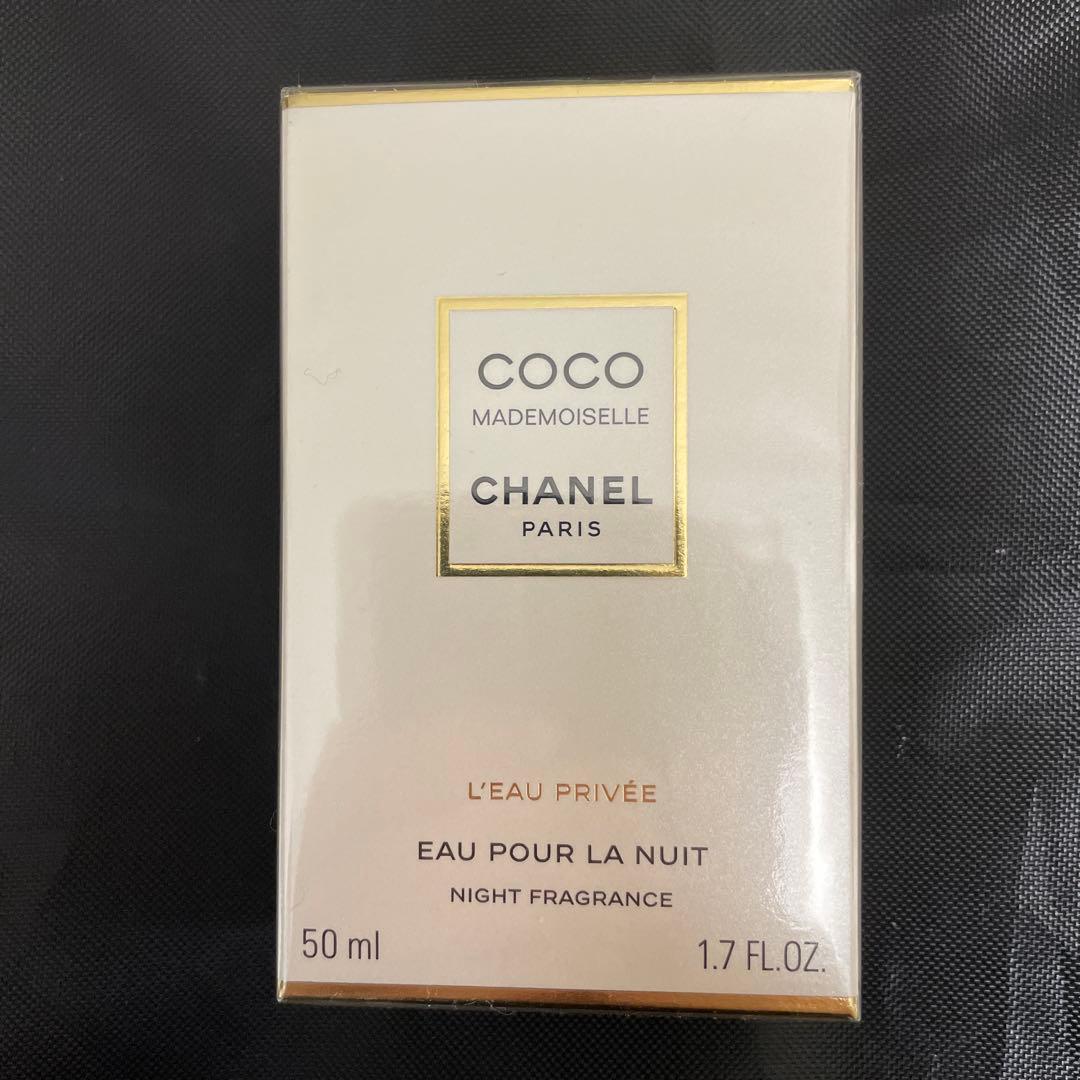 COCO
MADEMOISELLE
CHANEL
PARIS
L'EAU PRIVÉE
EAU POUR LA NUIT
NIGHT FRAGRANCE
50 ml
1.7 FL.OZ.